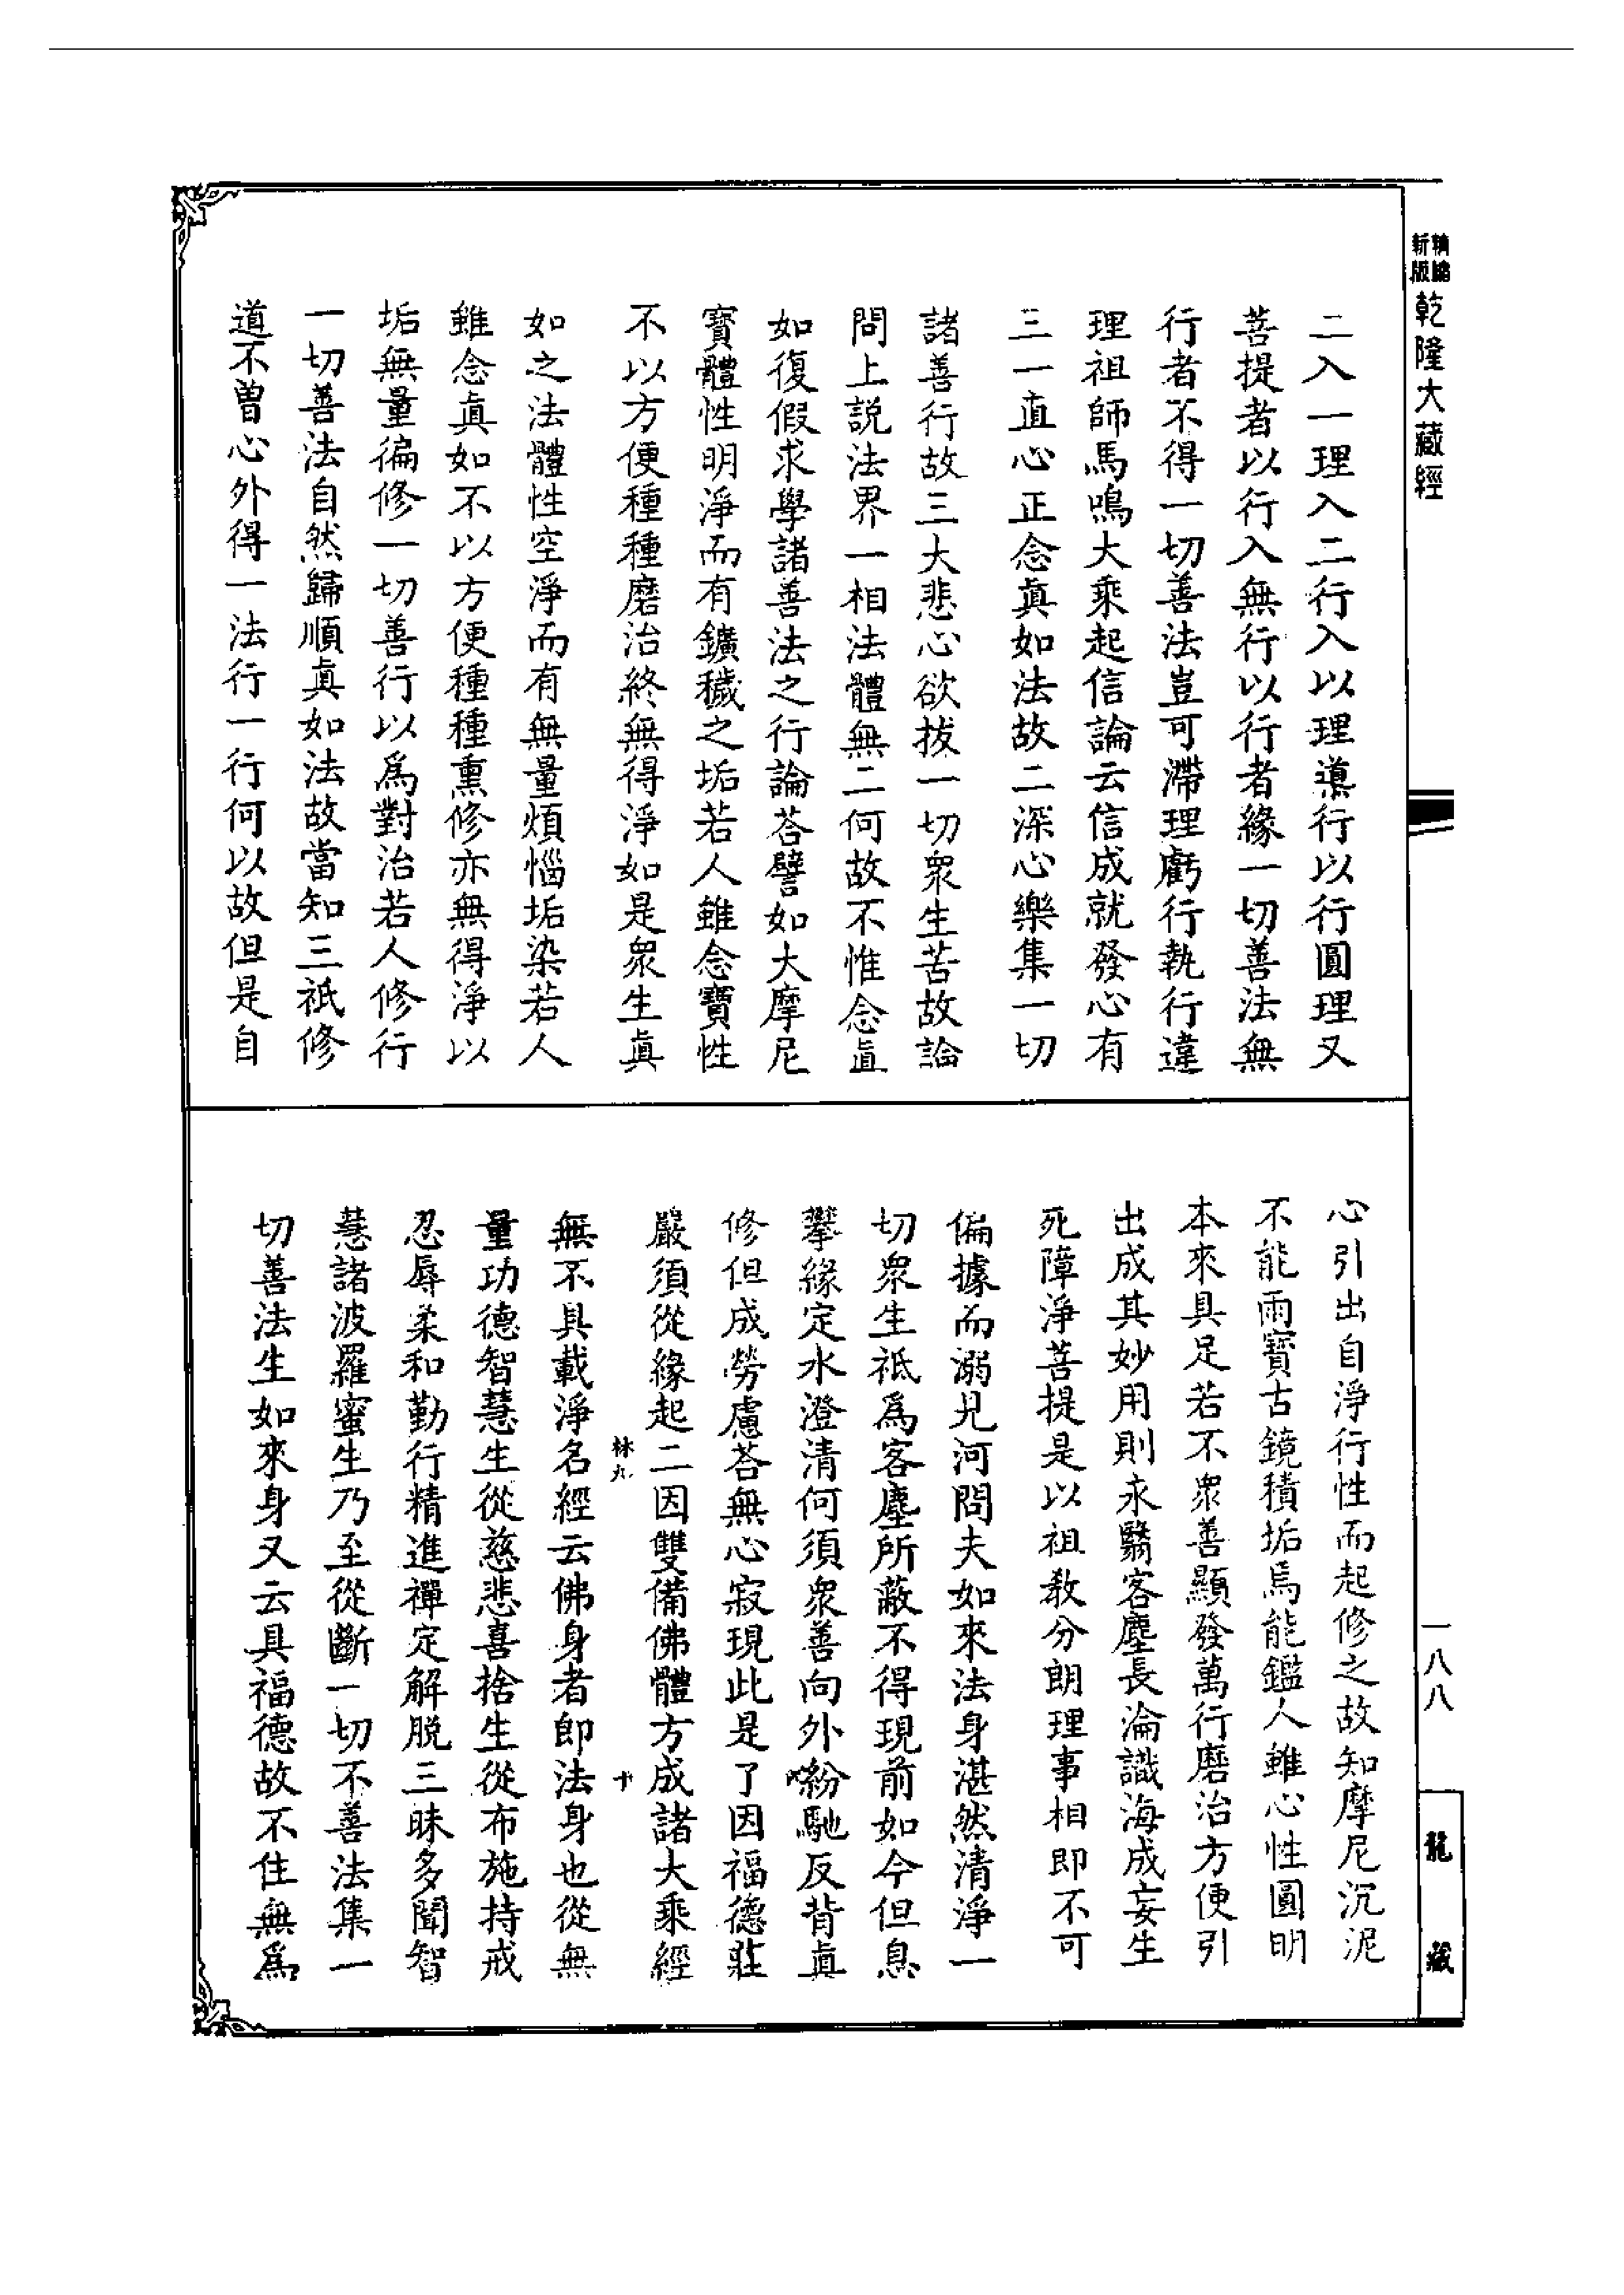 精縮新版
乾隆大藏經
二入一理入二行入以理導行以行圓理又
菩提者以行入無行以行者緣一切善法無
行者不得一切善法豈可滯理虧行執行違
理祖師馬鳴大乘起信論云信成就發心有
三一直心正念眞如法故二深心樂集一切
諸善行故三大悲心欲拔一切衆生苦故論
問上説法界一相法體無二何故不惟念眞
如復假求學諸善法之行論荅譬如大摩尼
寶體性明淨而有鑛穢之垢若人雖念寶性
不以方便種種磨治終無得淨如是衆生眞
如之法體性空淨而有無量煩惱垢染若人
雖念眞如不以方便種種熏修亦無得淨以
垢無量徧修一切善行以爲對治若人修行
一切善法自然歸順眞如法故當知三祇修
道不曾心外得一法行一行何以故但是自
心引出自淨行性而起修之故知摩尼沉泥
不能雨寶古鏡積垢焉能鑑人雖心性圓明
本來具足若不衆善顯發萬行磨治方便引
出成其妙用則永翳客塵長淪識海成妄生
死障淨菩提是以祖教分朗理事相即不可
偏據而溺見河問夫如來法身湛然清淨一
切衆生祇爲客塵所蔽不得現前如今但息
攀緣定水澄清何須衆善向外紛馳反背眞
修但成勞慮荅無心寂現此是了因福德莊
嚴須從緣起二因雙備佛體方成諸大乘經
林九
十
無不具載淨名經云佛身者即法身也從無
量功德智慧生從慈悲喜捨生從布施持戒
忍辱柔和勤行精進禪定解脱三昧多聞智
慧諸波羅蜜生乃至從斷一切不善法集一
切善法生如來身又云具福德故不住無爲
一八八
龍藏